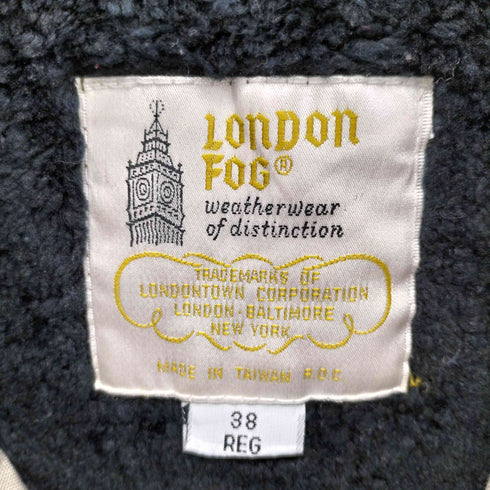 LONDON
FOG®
weatherwear
of distinction
TRADEMARKS OF
LONDONTOWN CORPORATION
LONDON-BALTIMORE
NEW YORK
MADE IN TAIWAN R.O.C.
38
REG